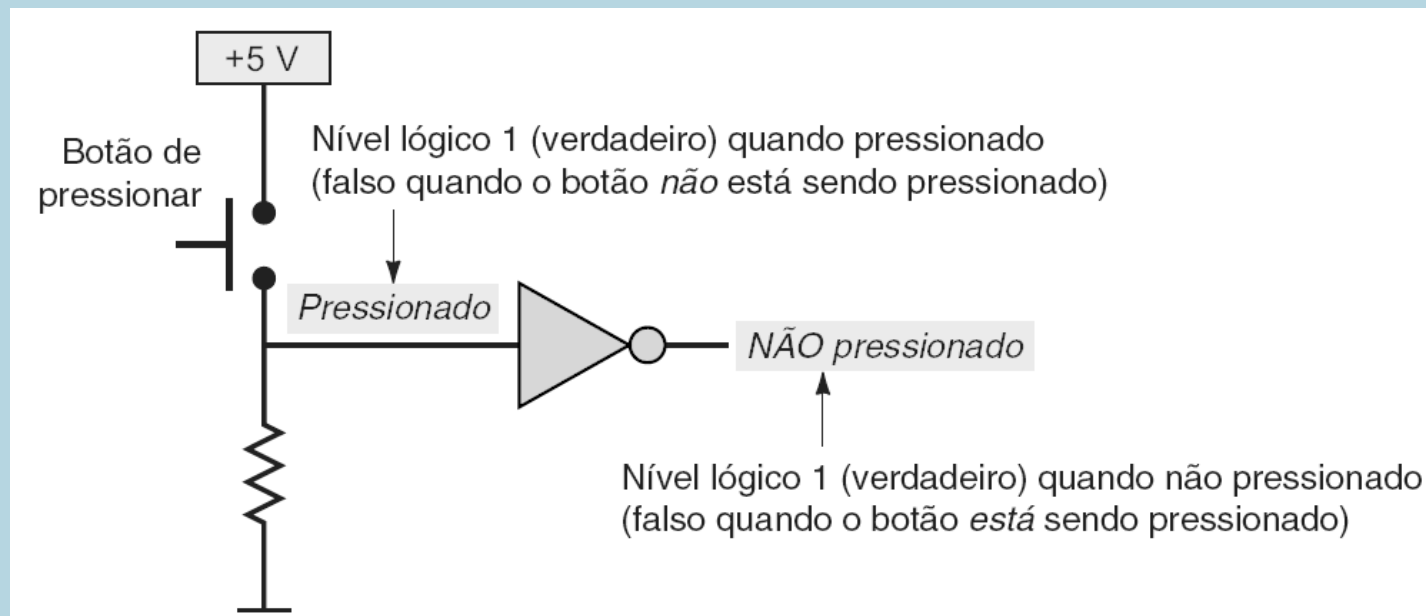 +5 V
Botão de
pressionar
Nível lógico 1 (verdadeiro) quando pressionado
(falso quando o botão não está sendo pressionado)
Pressionado
NÃO pressionado
Nível lógico 1 (verdadeiro) quando não pressionado
(falso quando o botão está sendo pressionado)